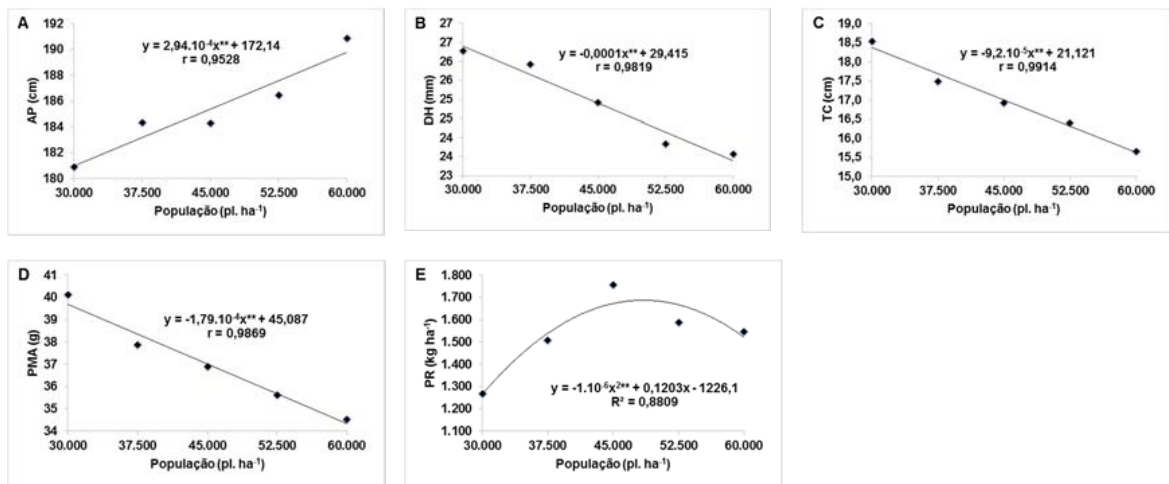 A
192
190
188
186
184
182
180
AP (cm)
y = 2,94.10⁻⁴x** + 172,14
r = 0,9528
30.000 37.500 45.000 52.500 60.000
População (pl. ha⁻¹)
B
27
26
26
25
25
24
24
23
DH (mm)
y = -0,0001x** + 29,415
r = 0,9819
30.000 37.500 45.000 52.500 60.000
População (pl. ha⁻¹)
C
19,0
18,5
18,0
17,5
17,0
16,5
16,0
15,5
15,0
TC (cm)
y = -9,2.10⁻⁵x** + 21,121
r = 0,9914
30.000 37.500 45.000 52.500 60.000
População (pl. ha⁻¹)
D
41
40
39
38
37
36
35
34
PMA (g)
y = -1,79.10⁻⁴x** + 45,087
r = 0,9869
30.000 37.500 45.000 52.500 60.000
População (pl. ha⁻¹)
E
1.800
1.700
1.600
1.500
1.400
1.300
1.200
1.100
PR (kg ha⁻¹)
y = -1.10⁻⁶x²** + 0,1203x - 1226,1
R² = 0,8809
30.000 37.500 45.000 52.500 60.000
População (pl. ha⁻¹)